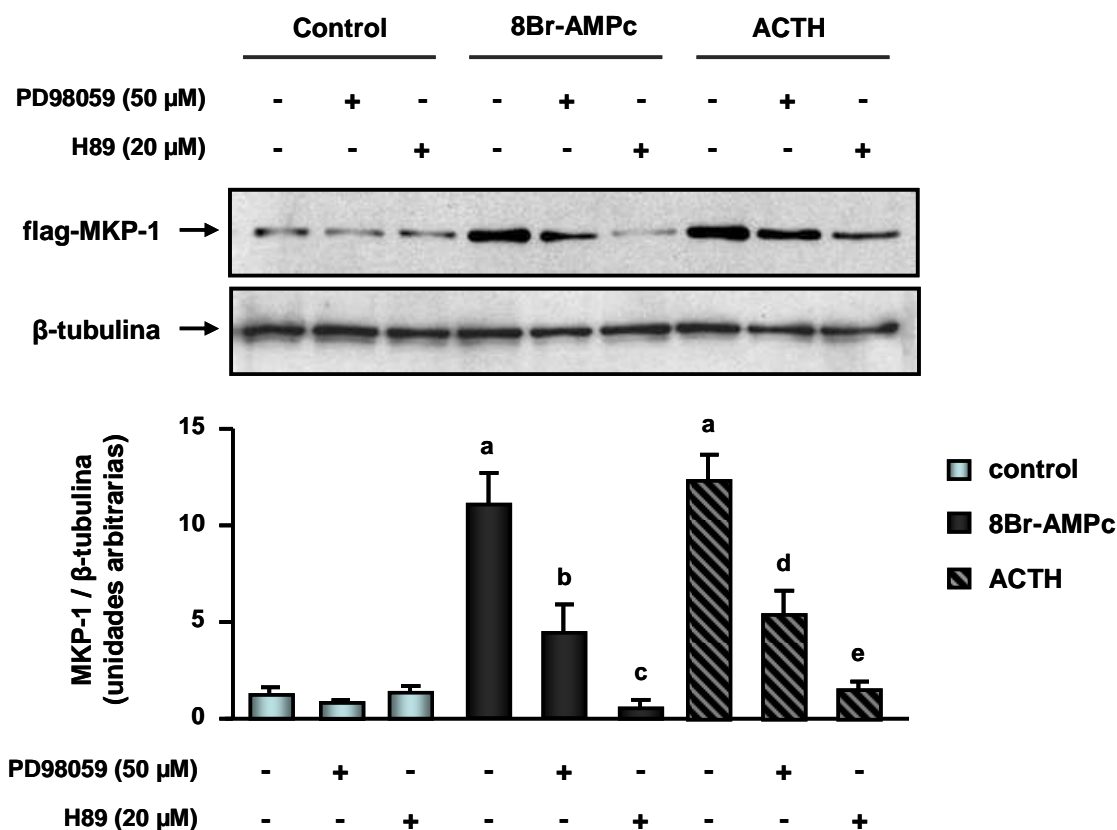 Control 8Br-AMPc ACTH
PD98059 (50 µM) - + - - + - - + -
H89 (20 µM) - - + - - + - - +
flag-MKP-1
β-tubulina
MKP-1 / β-tubulina
(unidades arbitrarias)
15
10
5
0
a
b
c
a
d
e
control
8Br-AMPc
ACTH
PD98059 (50 µM) - + - - + - - + -
H89 (20 µM) - - + - - + - - +